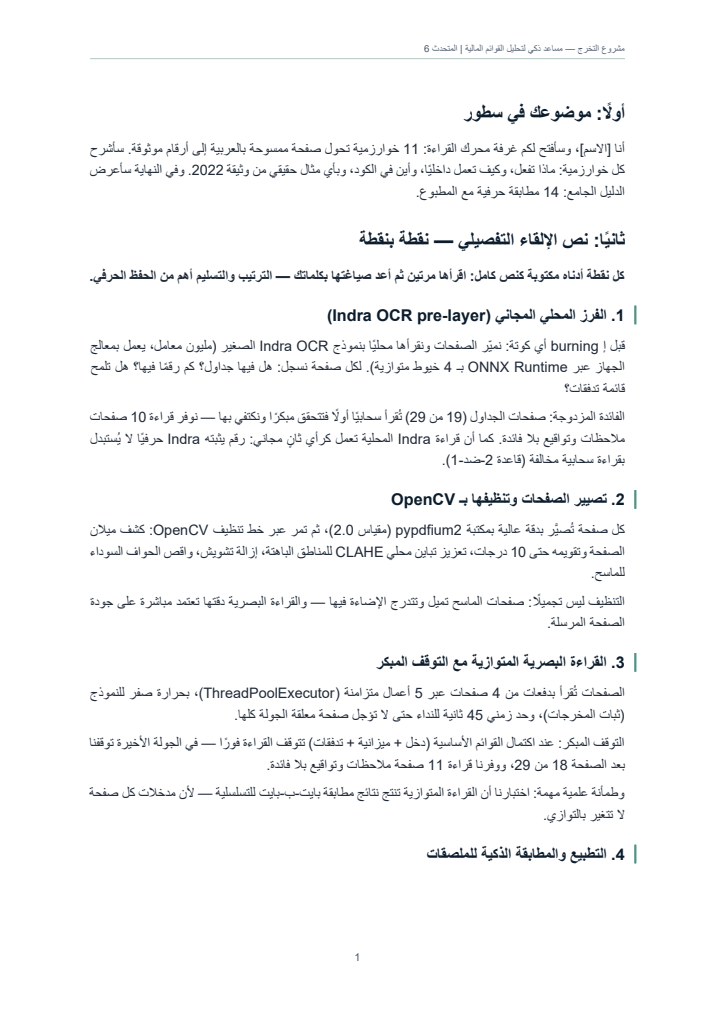 مشروع التخرج — مساعد ذكي لتحليل القوائم المالية | المتحدث 6
أولًا: موضوعك في سطور
أنا [الاسم]، وسأفتح لكم غرفة محرك القراءة: 11 خوارزمية تحول صفحة ممسوحة بالعربية إلى أرقام موثوقة. سأشرح
كل خوارزمية: ماذا تفعل، وكيف تعمل داخليًا، وأين في الكود، وبأي مثال حقيقي من وثيقة 2022. وفي النهاية سأعرض
الدليل الجامع: 14 مطابقة حرفية مع المطبوع.
ثانيًا: نص الإلقاء التفصيلي — نقطة بنقطة
كل نقطة أدناه مكتوبة كنص كامل: اقرأها مرتين ثم أعد صياغتها بكلماتك — الترتيب والتسليم أهم من الحفظ الحرفي.
1. الفرز المحلي المجاني (Indra OCR pre-layer)
قبل إ burning أي كوتة: نميّز الصفحات ونقرأها محليًا بنموذج Indra OCR الصغير (مليون معامل، يعمل بمعالج
الجهاز عبر ONNX Runtime بـ 4 خيوط متوازية). لكل صفحة نسجل: هل فيها جداول؟ كم رقمًا فيها؟ هل تلمح
قائمة تدفقات؟
الفائدة المزدوجة: صفحات الجداول (19 من 29) تُقرأ سحابيًا أولًا فتتحقق مبكرًا ونكتفي بها — نوفر قراءة 10 صفحات
ملاحظات وتواقيع بلا فائدة. كما أن قراءة Indra المحلية تعمل كرأي ثانٍ مجاني: رقم يثبته Indra حرفيًا لا يُستبدل
بقراءة سحابية مخالفة (قاعدة 2-ضد-1).
2. تصيير الصفحات وتنظيفها بـ OpenCV
كل صفحة تُصيَّر بدقة عالية بمكتبة pypdfium2 (مقياس 2.0)، ثم تمر عبر خط تنظيف OpenCV: كشف ميلان
الصفحة وتقويمه حتى 10 درجات، تعزيز تباين محلي CLAHE للمناطق الباهتة، إزالة تشويش، واقص الحواف السوداء
للماسح.
التنظيف ليس تجميلًا: صفحات الماسح تميل وتتدرج الإضاءة فيها — والقراءة البصرية دقتها تعتمد مباشرة على جودة
الصفحة المرسلة.
3. القراءة البصرية المتوازية مع التوقف المبكر
الصفحات تُقرأ بدفعات من 4 صفحات عبر 5 أعمال متزامنة (ThreadPoolExecutor)، بحرارة صفر للنموذج
(ثبات المخرجات)، وحد زمني 45 ثانية للنداء حتى لا تؤجل صفحة معلقة الجولة كلها.
التوقف المبكر: عند اكتمال القوائم الأساسية (دخل + ميزانية + تدفقات) تتوقف القراءة فورًا — في الجولة الأخيرة توقفنا
بعد الصفحة 18 من 29، ووفرنا قراءة 11 صفحة ملاحظات وتواقيع بلا فائدة.
وطمأنة علمية مهمة: اختبارنا أن القراءة المتوازية تنتج نتائج مطابقة بايت-ب-بايت للتسلسلية — لأن مدخلات كل صفحة
لا تتغير بالتوازي.
4. التطبيع والمطابقة الذكية للملصقات
1